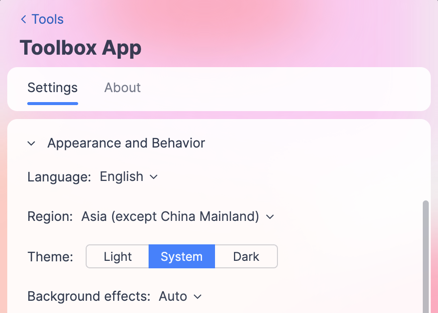 Tools
Toolbox App
Settings About
Appearance and Behavior
Language: English
Region: Asia (except China Mainland)
Theme: Light System Dark
Background effects: Auto